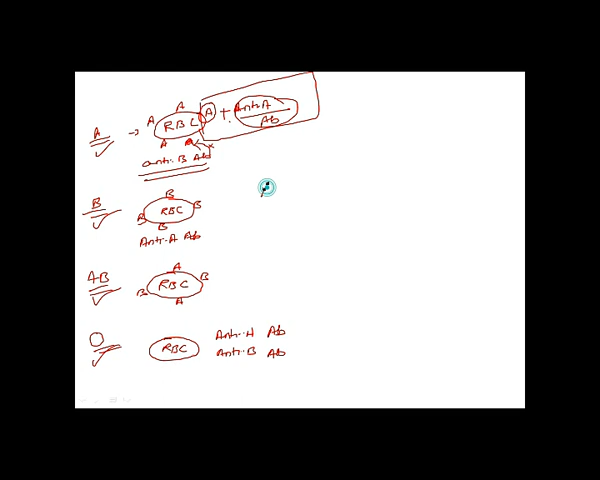 A → A A RBC A A A + Anti A Ab
anti-B Ab
B B RBC B B B
Anti-A Ab
AB A RBC B B A
O RBC Anti-A Ab
Anti-B Ab